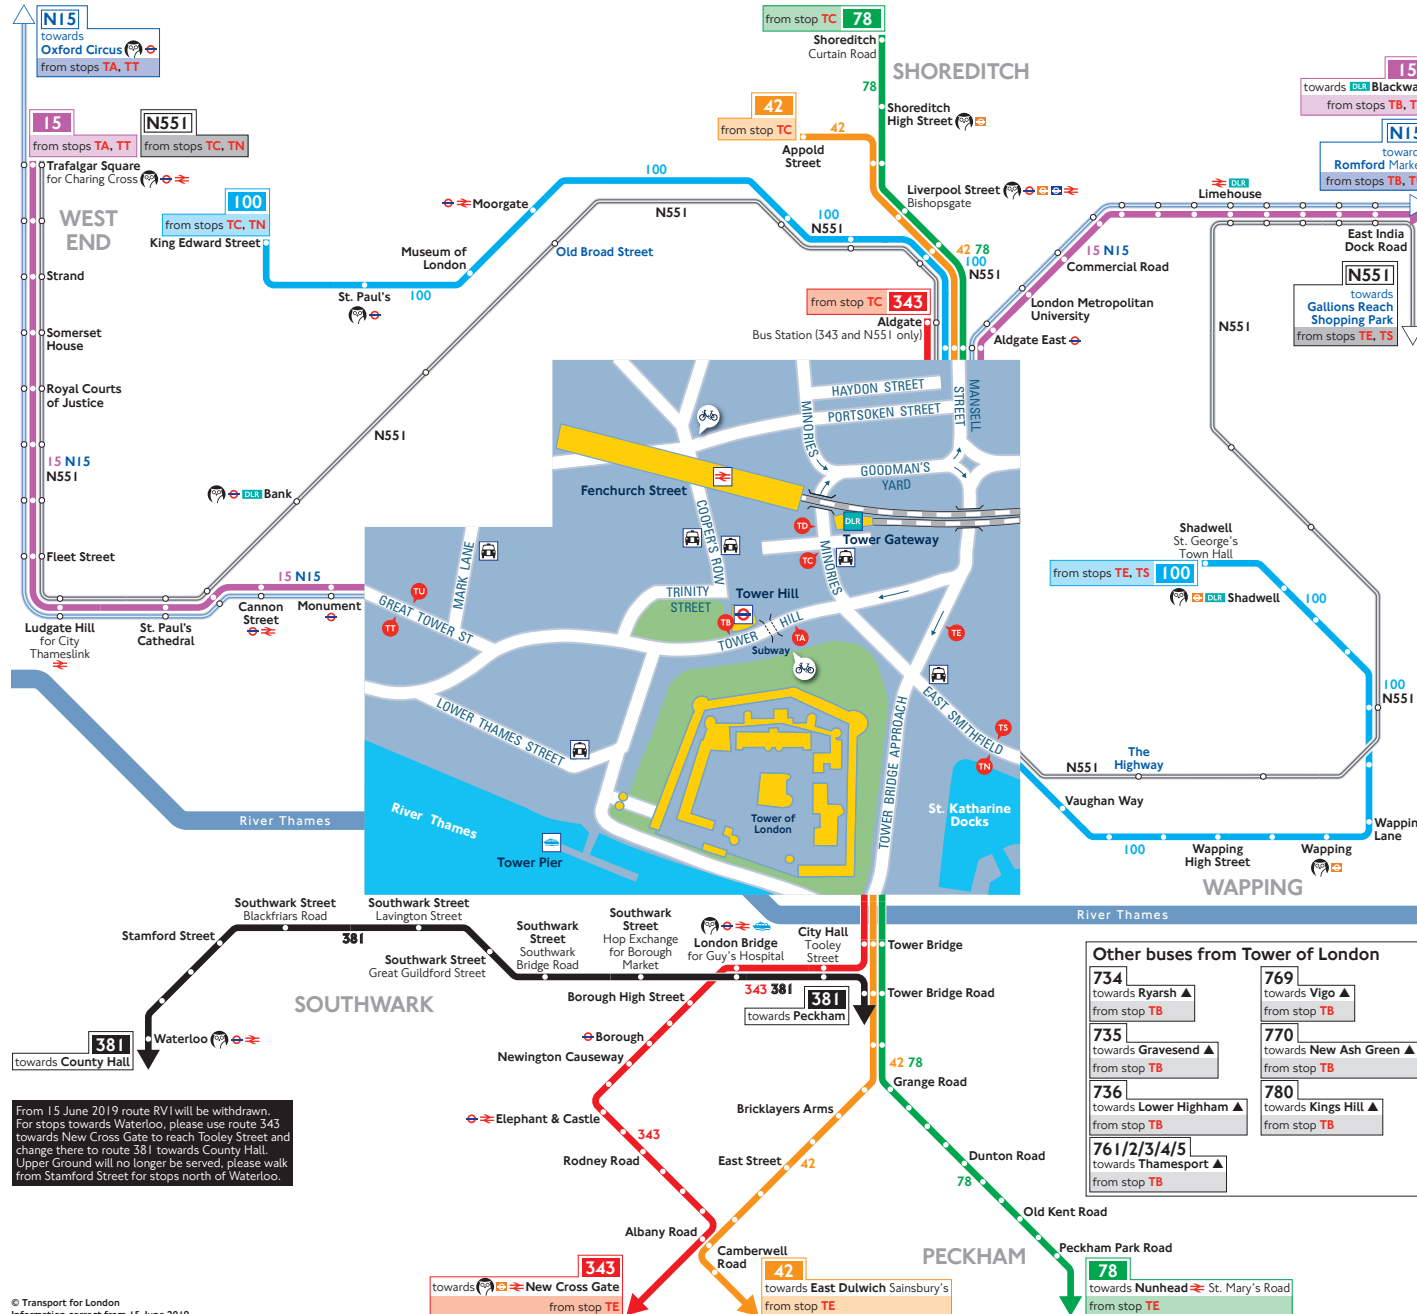 N15
towards
Oxford Circus
from stops TA, TT
from stop TC 78
Shoreditch
Curtain Road
SHOREDITCH
78
Shoreditch
High Street
42
from stop TC
42
Appold
Street
Liverpool Street
Bishopsgate
15
towards DLR
from stops TB,
N15
Romford
from stops TB,
15
from stops TA, TT
N551
from stops TC, TN
Trafalgar Square
for Charing Cross
WEST
END
100
from stops TC, TN
King Edward Street
Moorgate
100
N551
Museum of
London
Old Broad Street
100
N551
St. Paul's
100
42 78
100
N551
Limehouse
DLR
East India
Dock Road
15 N15
Commercial Road
London Metropolitan
University
Aldgate East
N551
towards
Gallions Reach
Shopping Park
from stops TE, TS
N551
from stop TC 343
Aldgate
Bus Station (343 and N551 only)
Strand
Somerset
House
Royal Courts
of Justice
15 N15
N551
N551
DLR Bank
Fleet Street
15 N15
Ludgate Hill
for City
Thameslink
St. Paul's
Cathedral
Cannon
Street
Monument
HAYDON STREET
PORTSOKEN STREET
MANSELL
STREET
MINORIES
GOODMAN'S
YARD
Fenchurch Street
COOPER'S ROW
DLR
Tower Gateway
TD
TC
MINORIES
MARK LANE
TU
TT
GREAT TOWER ST
TRINITY
STREET
Tower Hill
TB
TOWER HILL
TA
Subway
TE
LOWER THAMES STREET
EAST SMITHFIELD
TS
TN
TOWER BRIDGE APPROACH
Tower of
London
St. Katharine
Docks
River Thames
Tower Pier
Shadwell
St. George's
Town Hall
from stops TE, TS 100
DLR Shadwell
100
100
N551
N551
The
Highway
Vaughan Way
100
Wapping
High Street
Wapping
Lane
WAPPING
River Thames
River Thames
Southwark Street
Blackfriars Road
Southwark Street
Lavington Street
Stamford Street
381
Southwark Street
Great Guildford Street
Southwark
Street
Southwark
Bridge Road
Southwark
Street
Hop Exchange
for Borough
Market
London Bridge
for Guy's Hospital
City Hall
Tooley
Street
Tower Bridge
Tower Bridge Road
343 381
381
towards Peckham
SOUTHWARK
Waterloo
381
towards County Hall
Borough High Street
Borough
Newington Causeway
Elephant & Castle
343
Rodney Road
Albany Road
42 78
Grange Road
Bricklayers Arms
East Street
42
Camberwell
Road
Dunton Road
78
Old Kent Road
Peckham Park Road
PECKHAM
343
towards New Cross Gate
from stop TE
42
towards East Dulwich Sainsbury's
from stop TE
78
towards Nunhead St. Mary's Road
from stop TE
Other buses from Tower of London
734
towards Ryarsh ▲
from stop TB
769
towards Vigo ▲
from stop TB
735
towards Gravesend ▲
from stop TB
770
towards New Ash Green ▲
from stop TB
736
towards Lower Highham ▲
from stop TB
780
towards Kings Hill ▲
from stop TB
761/2/3/4/5
towards Thamesport ▲
from stop TB
From 15 June 2019 route RV1 will be withdrawn.
For stops towards Waterloo, please use route 343
towards New Cross Gate to reach Tooley Street and
change there to route 381 towards County Hall.
Upper Ground will no longer be served, please walk
from Stamford Street for stops north of Waterloo.
© Transport for London
Information correct from 15 June 2019